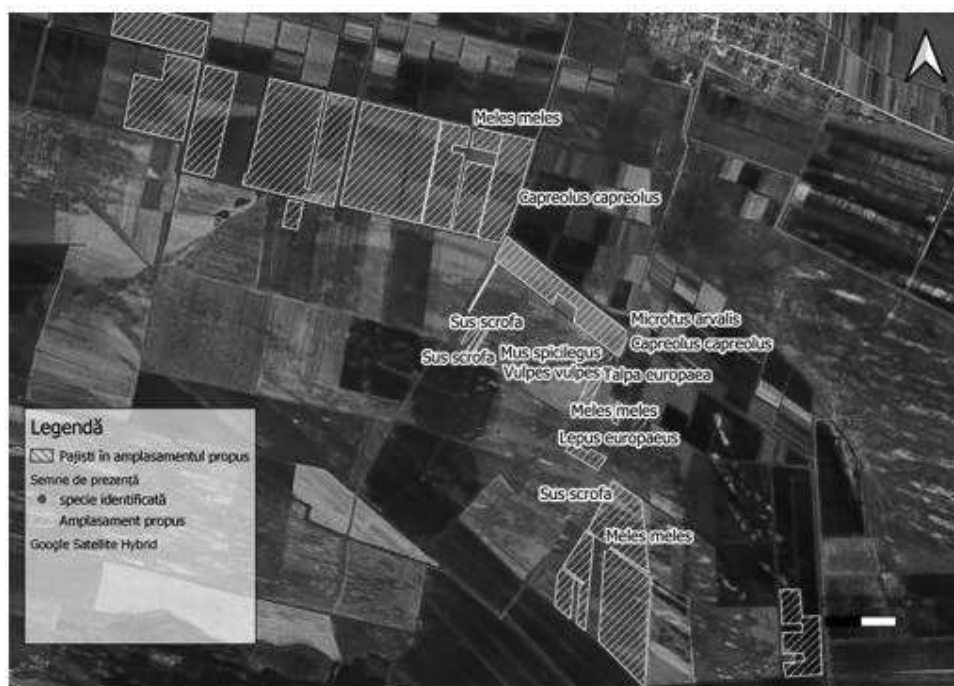 Meles meles
Capreolus capreolus
Sus scrofa
Microtus arvalis
Sus scrofa
Mus spicilegus
Capreolus capreolus
Vulpes vulpes
Talpa europaea
Meles meles
Lepus europaeus
Sus scrofa
Meles meles
Legendă
Pajisti în amplasamentul propus
Semne de prezență
specie identificată
Amplasament propus
Google Satellite Hybrid